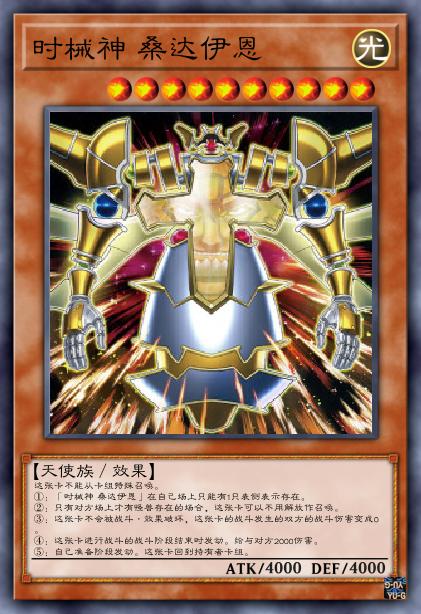 时械神 桑达伊恩
光
【天使族／效果】
这张卡不能从卡组特殊召唤。
①：「时械神 桑达伊恩」在自己场上只能有1只表侧表示存在。
②：只有对方场上才有怪兽存在的场合，这张卡可以不用解放作召唤。
③：这张卡不会被战斗·效果破坏，这张卡的战斗发生的双方的战斗伤害变成0
。
④：这张卡进行战斗的战斗阶段结束时发动。给与对方2000伤害。
⑤：自己准备阶段发动。这张卡回到持有者卡组。
ATK/4000 DEF/4000